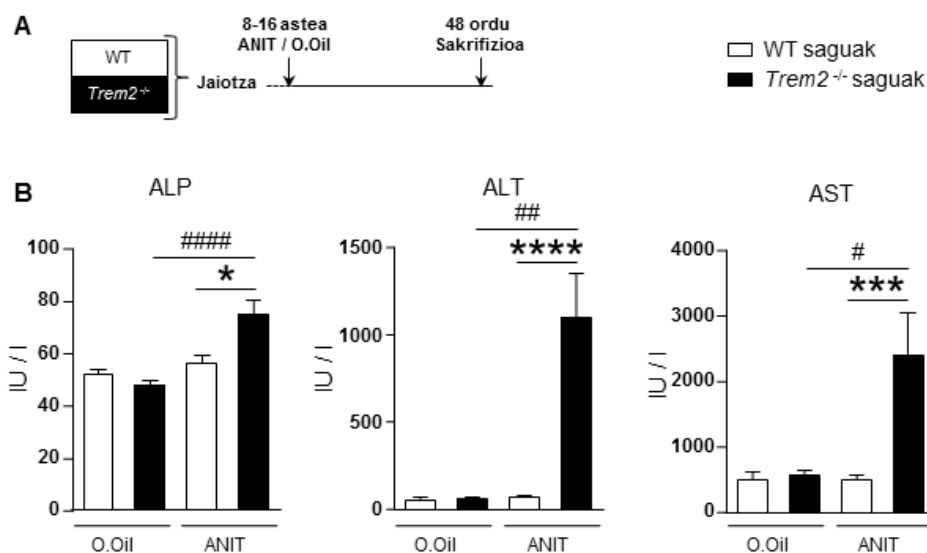 A
WT
Trem2 -/-
Jaiotza
8-16 astea
ANIT / O.Oil
48 ordu
Sakrifizioa
WT saguak
Trem2 -/- saguak
B
ALP
####
*
100
80
60
40
20
0
IU / l
O.Oil
ANIT
ALT
##
****
1500
1000
500
0
IU / l
O.Oil
ANIT
AST
#
***
4000
3000
2000
1000
0
IU / l
O.Oil
ANIT